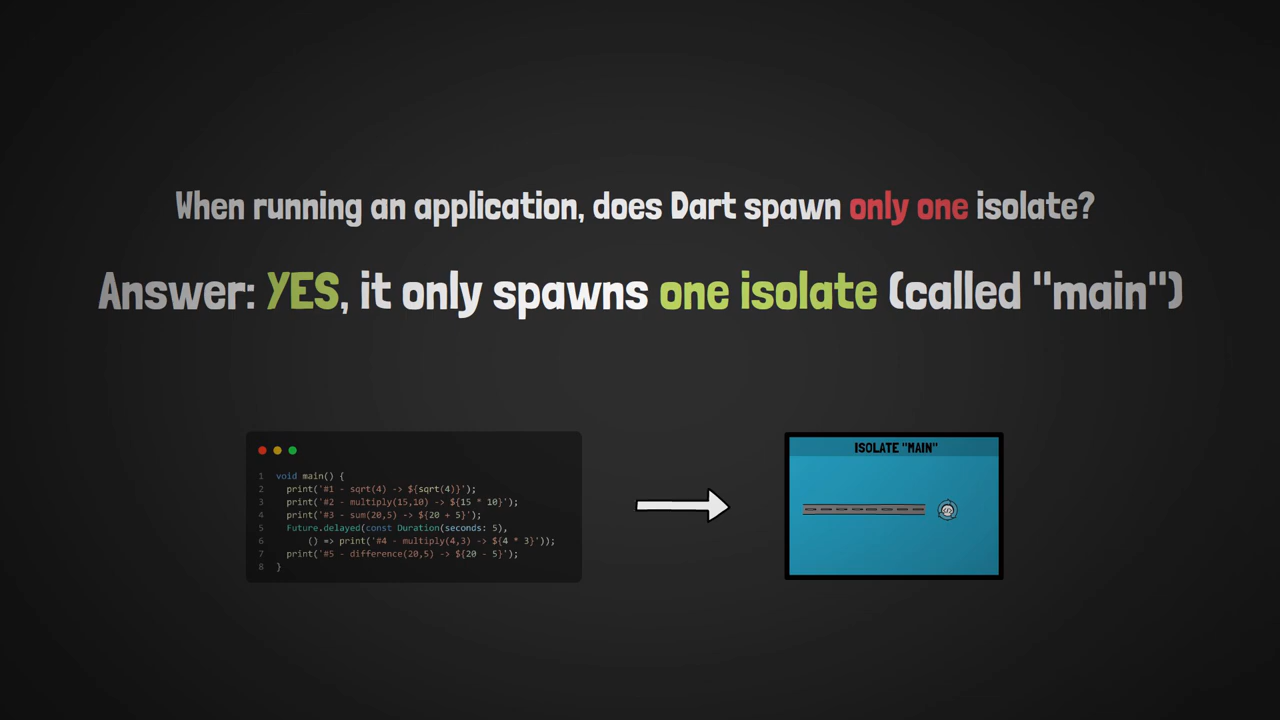 When running an application, does Dart spawn only one isolate?
Answer: YES, it only spawns one isolate (called "main")
1 void main() {
2 print('#1 - sqrt(4) -> ${sqrt(4)}');
3 print('#2 - multiply(15,10) -> ${15 * 10}');
4 print('#3 - sum(20,5) -> ${20 + 5}');
5 Future.delayed(const Duration(seconds: 5),
6 () => print('#4 - multiply(4,3) -> ${4 * 3}'));
7 print('#5 - difference(20,5) -> ${20 - 5}');
8 }
ISOLATE "MAIN"